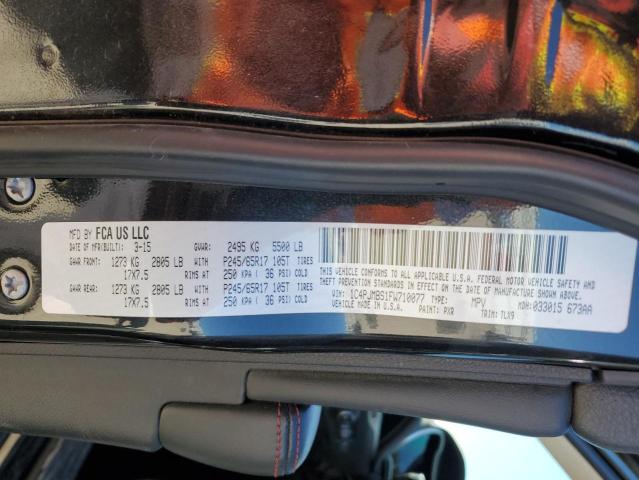 MFD BY FCA US LLC
DATE OF MFR(BUILT): 3-15 GVWR: 2495 KG 5500 LB
GAWR FRONT: 1273 KG 2805 LB WITH P245/65R17 105T TIRES
17X7.5 RIMS AT 250 KPA ( 36 PSI) COLD
GAWR REAR: 1273 KG 2805 LB WITH P245/65R17 105T TIRES
17X7.5 RIMS AT 250 KPA ( 36 PSI) COLD
THIS VEHICLE CONFORMS TO ALL APPLICABLE U.S.A. FEDERAL MOTOR VEHICLE SAFETY
THEFT PREVENTION STANDARDS IN EFFECT ON THE DATE OF MANUFACTURE SHOWN ABOVE.
VIN: 1C4PJMBS1FW710077 TYPE: MPV MDH: 033015 673AA
VEHICLE MADE IN U.S.A. PAINT: PXR TRIM: TLX9